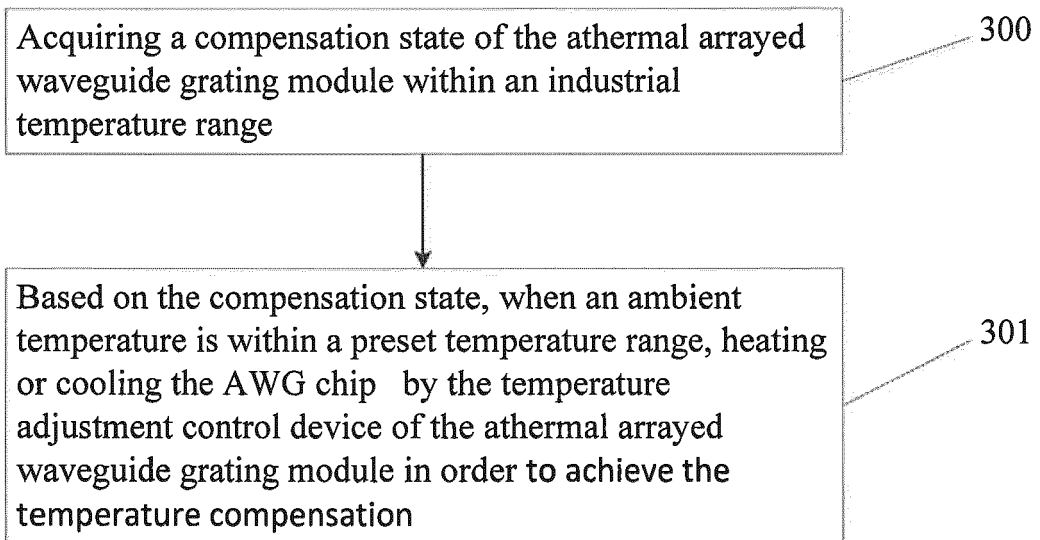 Acquiring a compensation state of the athermal arrayed
waveguide grating module within an industrial
temperature range
300
Based on the compensation state, when an ambient
temperature is within a preset temperature range, heating
or cooling the AWG chip by the temperature
adjustment control device of the athermal arrayed
waveguide grating module in order to achieve the
temperature compensation
301